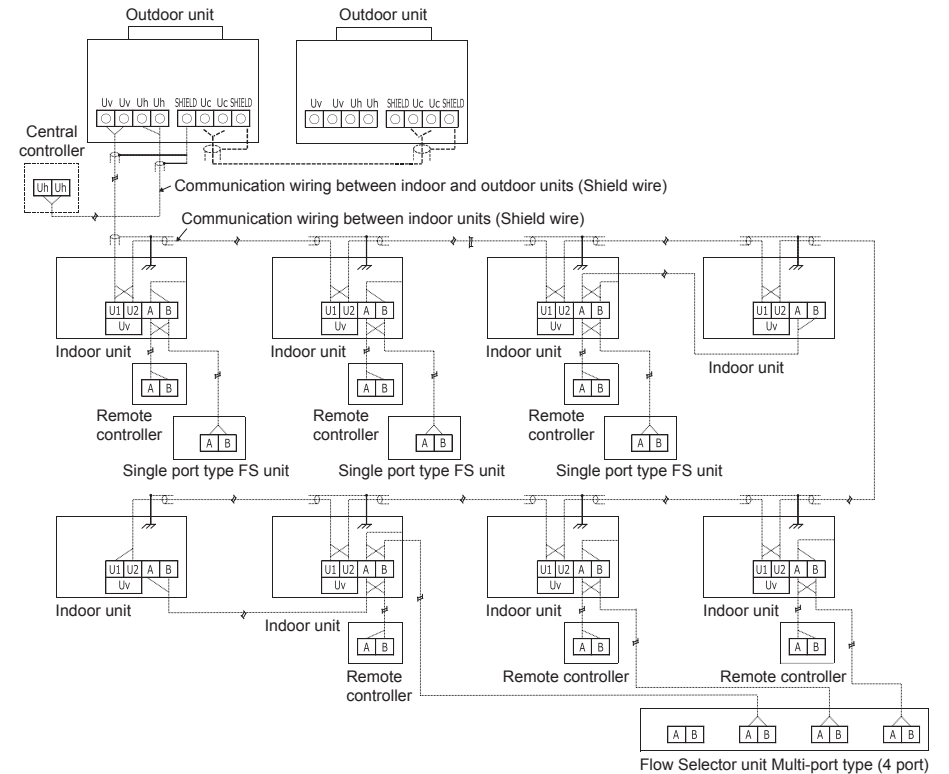 Outdoor unit
Outdoor unit
Uv Uv Uh Uh SHIELD Uc Uc SHIELD
Uv Uv Uh Uh SHIELD Uc Uc SHIELD
Central
controller
Uh Uh
Communication wiring between indoor and outdoor units (Shield wire)
Communication wiring between indoor units (Shield wire)
U1 U2 A B
Uv
U1 U2 A B
Uv
U1 U2 A B
Uv
U1 U2 A B
Uv
Indoor unit
Indoor unit
Indoor unit
Indoor unit
A B
A B
A B
Remote
controller
Remote
controller
Remote
controller
A B
A B
A B
Single port type FS unit
Single port type FS unit
Single port type FS unit
U1 U2 A B
Uv
U1 U2 A B
Uv
U1 U2 A B
Uv
U1 U2 A B
Uv
Indoor unit
Indoor unit
Indoor unit
Indoor unit
A B
A B
A B
Remote
controller
Remote controller
Remote controller
A B
A B
A B
A B
Flow Selector unit Multi-port type (4 port)